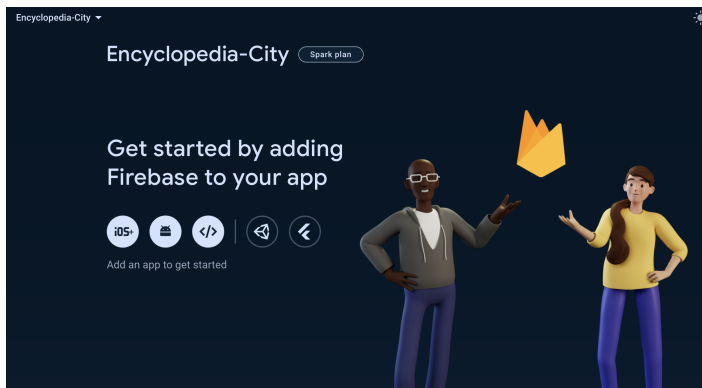 Encyclopedia-City
Encyclopedia-City
Spark plan
Get started by adding
Firebase to your app
iOS+
</>
Add an app to get started